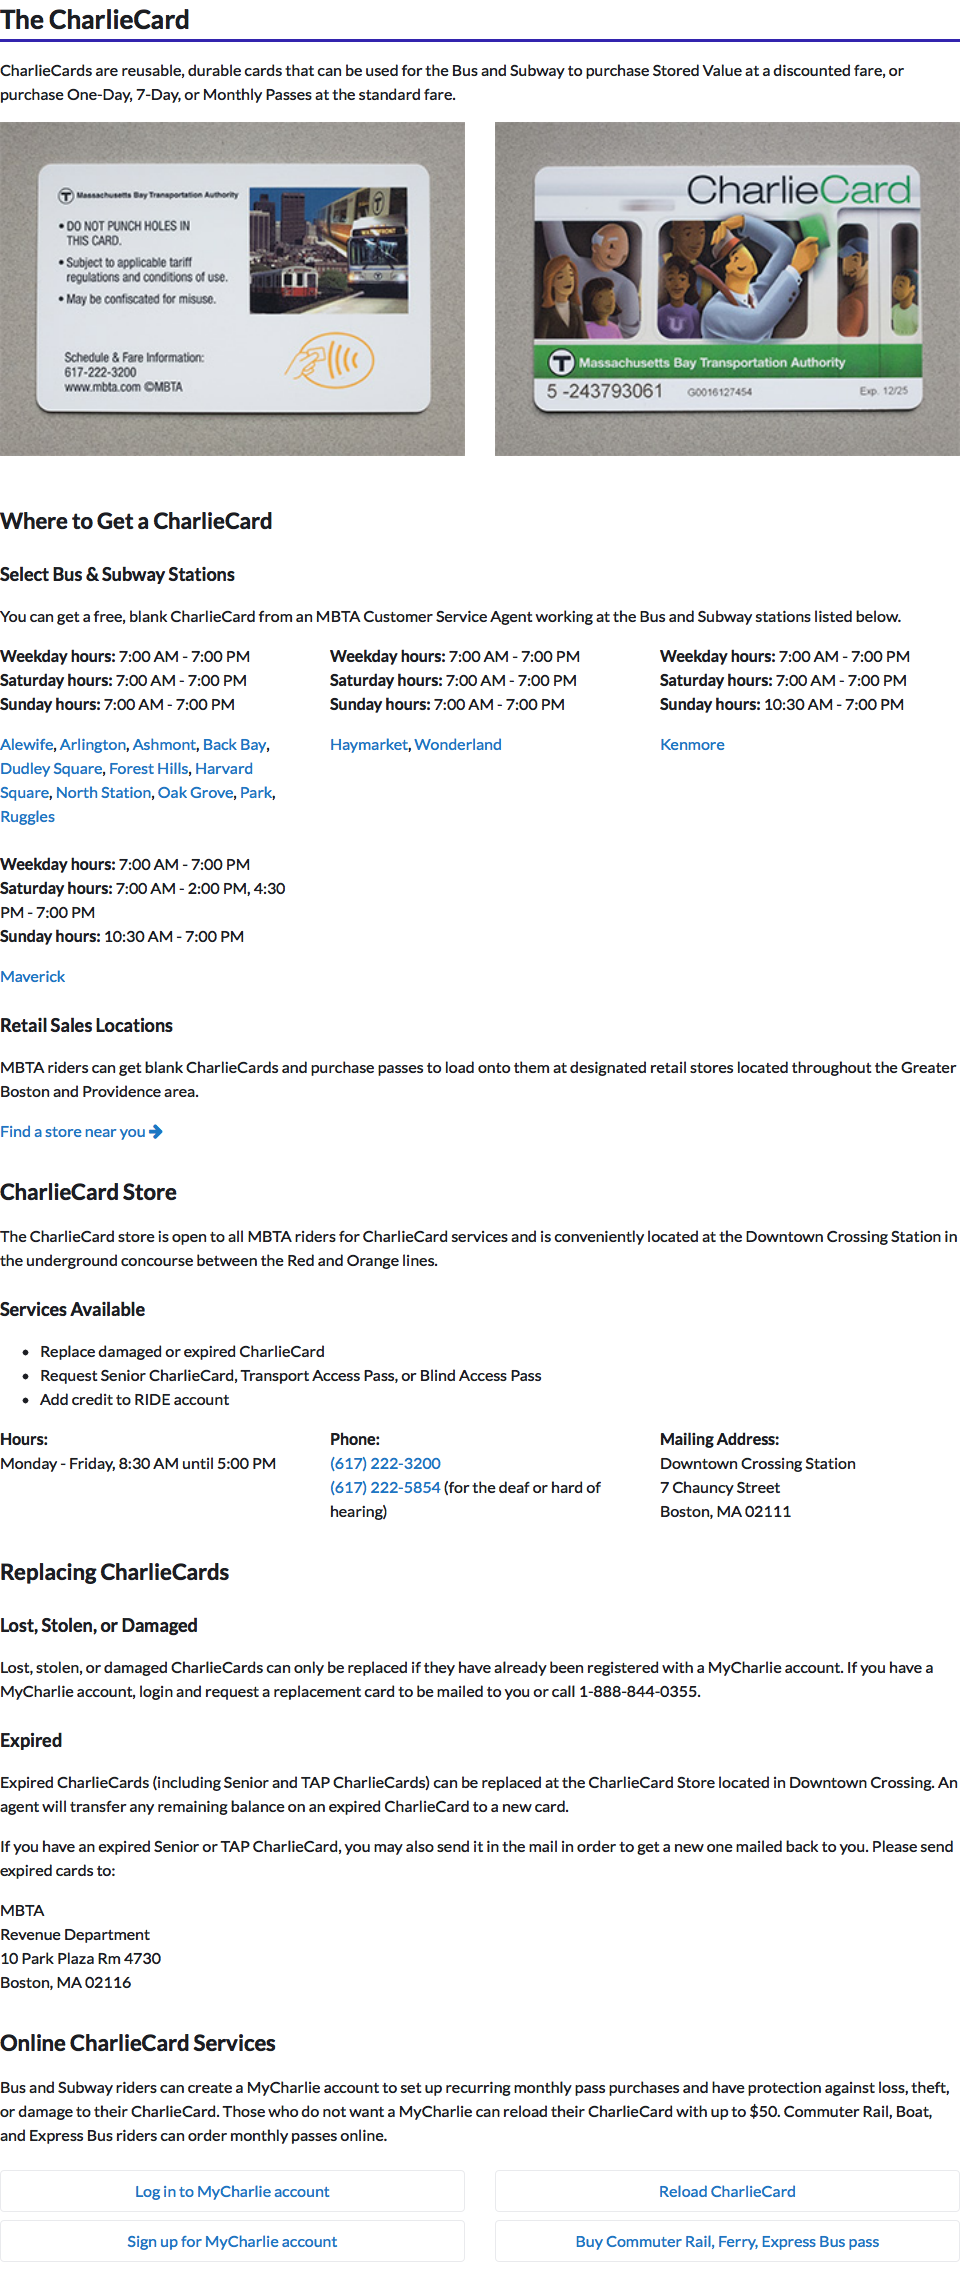 The CharlieCard
CharlieCards are reusable, durable cards that can be used for the Bus and Subway to purchase Stored Value at a discounted fare, or
purchase One-Day, 7-Day, or Monthly Passes at the standard fare.
T Massachusetts Bay Transportation Authority
• DO NOT PUNCH HOLES IN
THIS CARD.
• Subject to applicable tariff
regulations and conditions of use.
• May be confiscated for misuse.
Schedule & Fare Information:
617-222-3200
www.mbta.com ©MBTA
CharlieCard
T Massachusetts Bay Transportation Authority
5 -243793061 G0016127454 Exp. 12/25
Where to Get a CharlieCard
Select Bus & Subway Stations
You can get a free, blank CharlieCard from an MBTA Customer Service Agent working at the Bus and Subway stations listed below.
Weekday hours: 7:00 AM - 7:00 PM
Saturday hours: 7:00 AM - 7:00 PM
Sunday hours: 7:00 AM - 7:00 PM
Alewife, Arlington, Ashmont, Back Bay,
Dudley Square, Forest Hills, Harvard
Square, North Station, Oak Grove, Park,
Ruggles
Weekday hours: 7:00 AM - 7:00 PM
Saturday hours: 7:00 AM - 7:00 PM
Sunday hours: 7:00 AM - 7:00 PM
Haymarket, Wonderland
Weekday hours: 7:00 AM - 7:00 PM
Saturday hours: 7:00 AM - 7:00 PM
Sunday hours: 10:30 AM - 7:00 PM
Kenmore
Weekday hours: 7:00 AM - 7:00 PM
Saturday hours: 7:00 AM - 2:00 PM, 4:30
PM - 7:00 PM
Sunday hours: 10:30 AM - 7:00 PM
Maverick
Retail Sales Locations
MBTA riders can get blank CharlieCards and purchase passes to load onto them at designated retail stores located throughout the Greater
Boston and Providence area.
Find a store near you
CharlieCard Store
The CharlieCard store is open to all MBTA riders for CharlieCard services and is conveniently located at the Downtown Crossing Station in
the underground concourse between the Red and Orange lines.
Services Available
• Replace damaged or expired CharlieCard
• Request Senior CharlieCard, Transport Access Pass, or Blind Access Pass
• Add credit to RIDE account
Hours:
Monday - Friday, 8:30 AM until 5:00 PM
Phone:
(617) 222-3200
(617) 222-5854 (for the deaf or hard of
hearing)
Mailing Address:
Downtown Crossing Station
7 Chauncy Street
Boston, MA 02111
Replacing CharlieCards
Lost, Stolen, or Damaged
Lost, stolen, or damaged CharlieCards can only be replaced if they have already been registered with a MyCharlie account. If you have a
MyCharlie account, login and request a replacement card to be mailed to you or call 1-888-844-0355.
Expired
Expired CharlieCards (including Senior and TAP CharlieCards) can be replaced at the CharlieCard Store located in Downtown Crossing. An
agent will transfer any remaining balance on an expired CharlieCard to a new card.
If you have an expired Senior or TAP CharlieCard, you may also send it in the mail in order to get a new one mailed back to you. Please send
expired cards to:
MBTA
Revenue Department
10 Park Plaza Rm 4730
Boston, MA 02116
Online CharlieCard Services
Bus and Subway riders can create a MyCharlie account to set up recurring monthly pass purchases and have protection against loss, theft,
or damage to their CharlieCard. Those who do not want a MyCharlie can reload their CharlieCard with up to $50. Commuter Rail, Boat,
and Express Bus riders can order monthly passes online.
Log in to MyCharlie account
Reload CharlieCard
Sign up for MyCharlie account
Buy Commuter Rail, Ferry, Express Bus pass